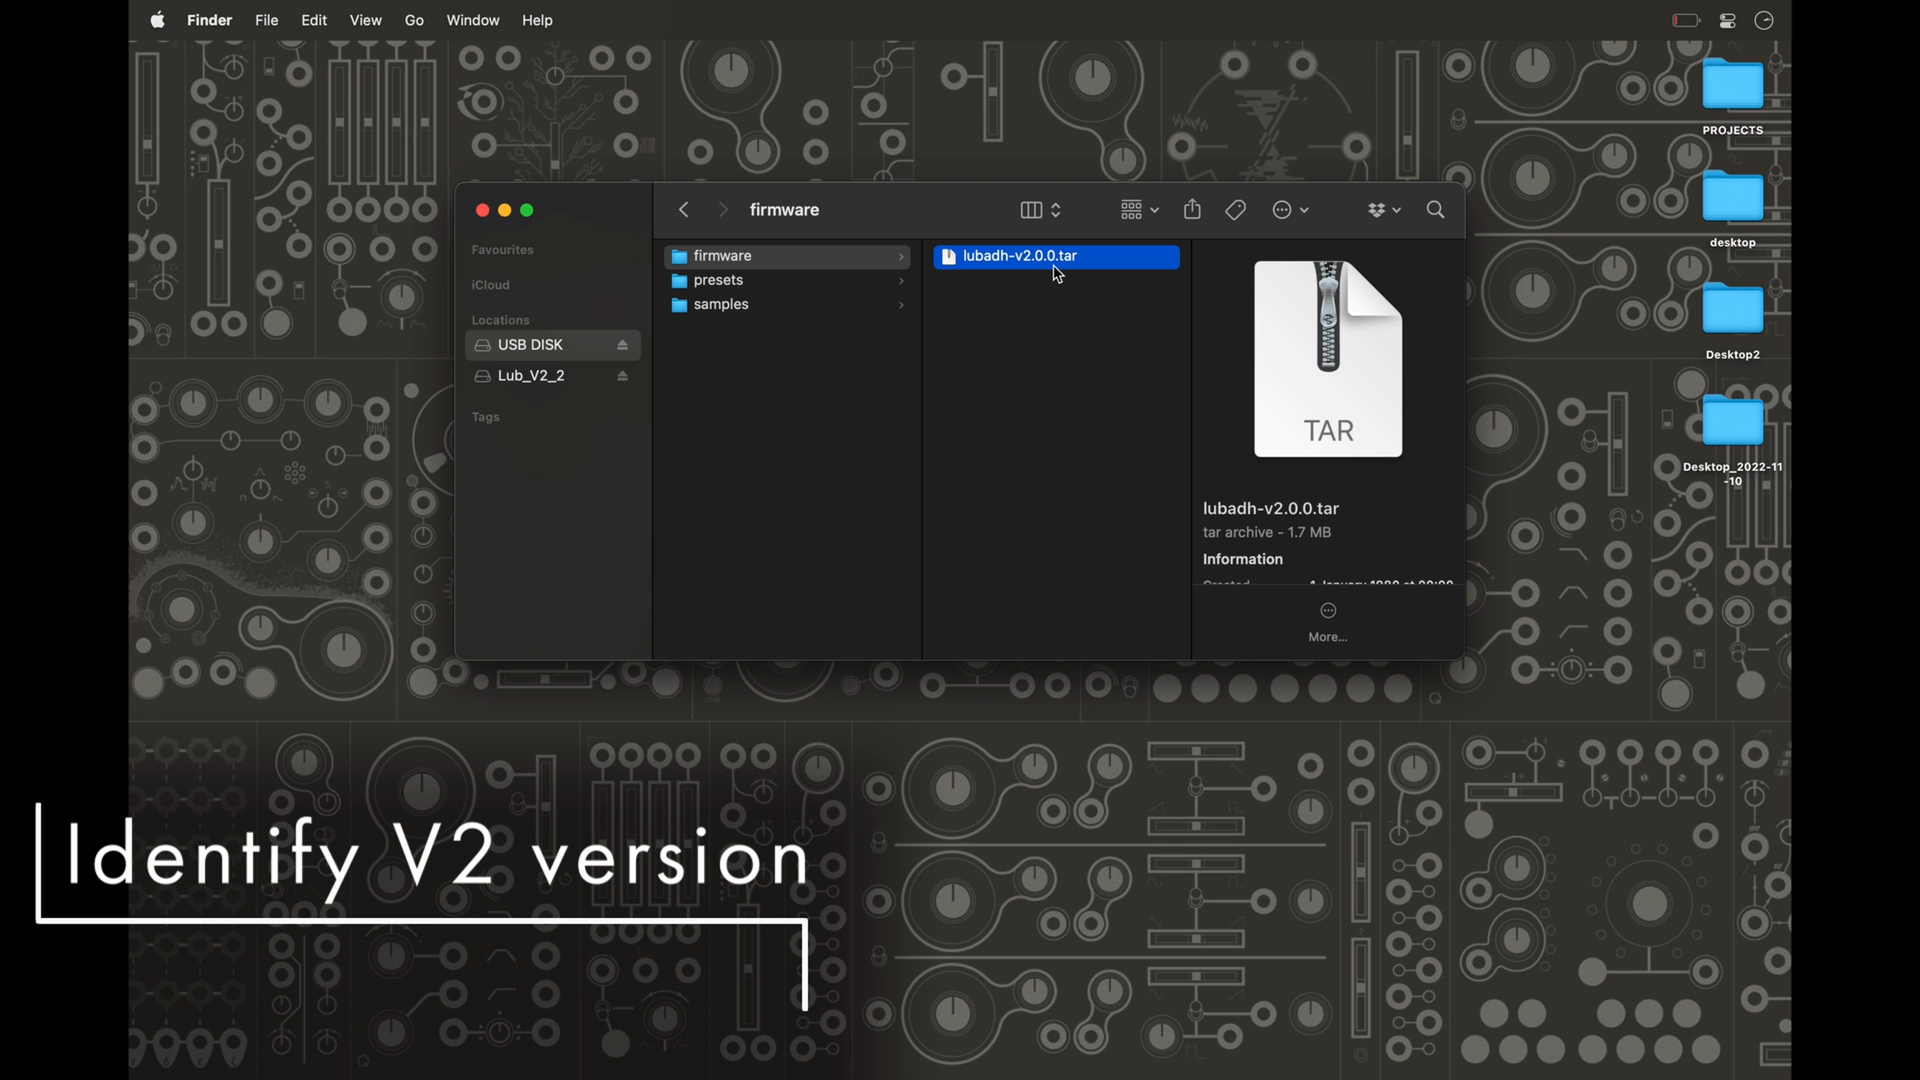 Finder File Edit View Go Window Help
PROJECTS
desktop
Desktop2
Desktop_2022-11
-10
firmware
Favourites
iCloud
Locations
USB DISK
Lub_V2_2
Tags
firmware
presets
samples
lubadh-v2.0.0.tar
TAR
lubadh-v2.0.0.tar
tar archive - 1.7 MB
Information
More...
Identify V2 version